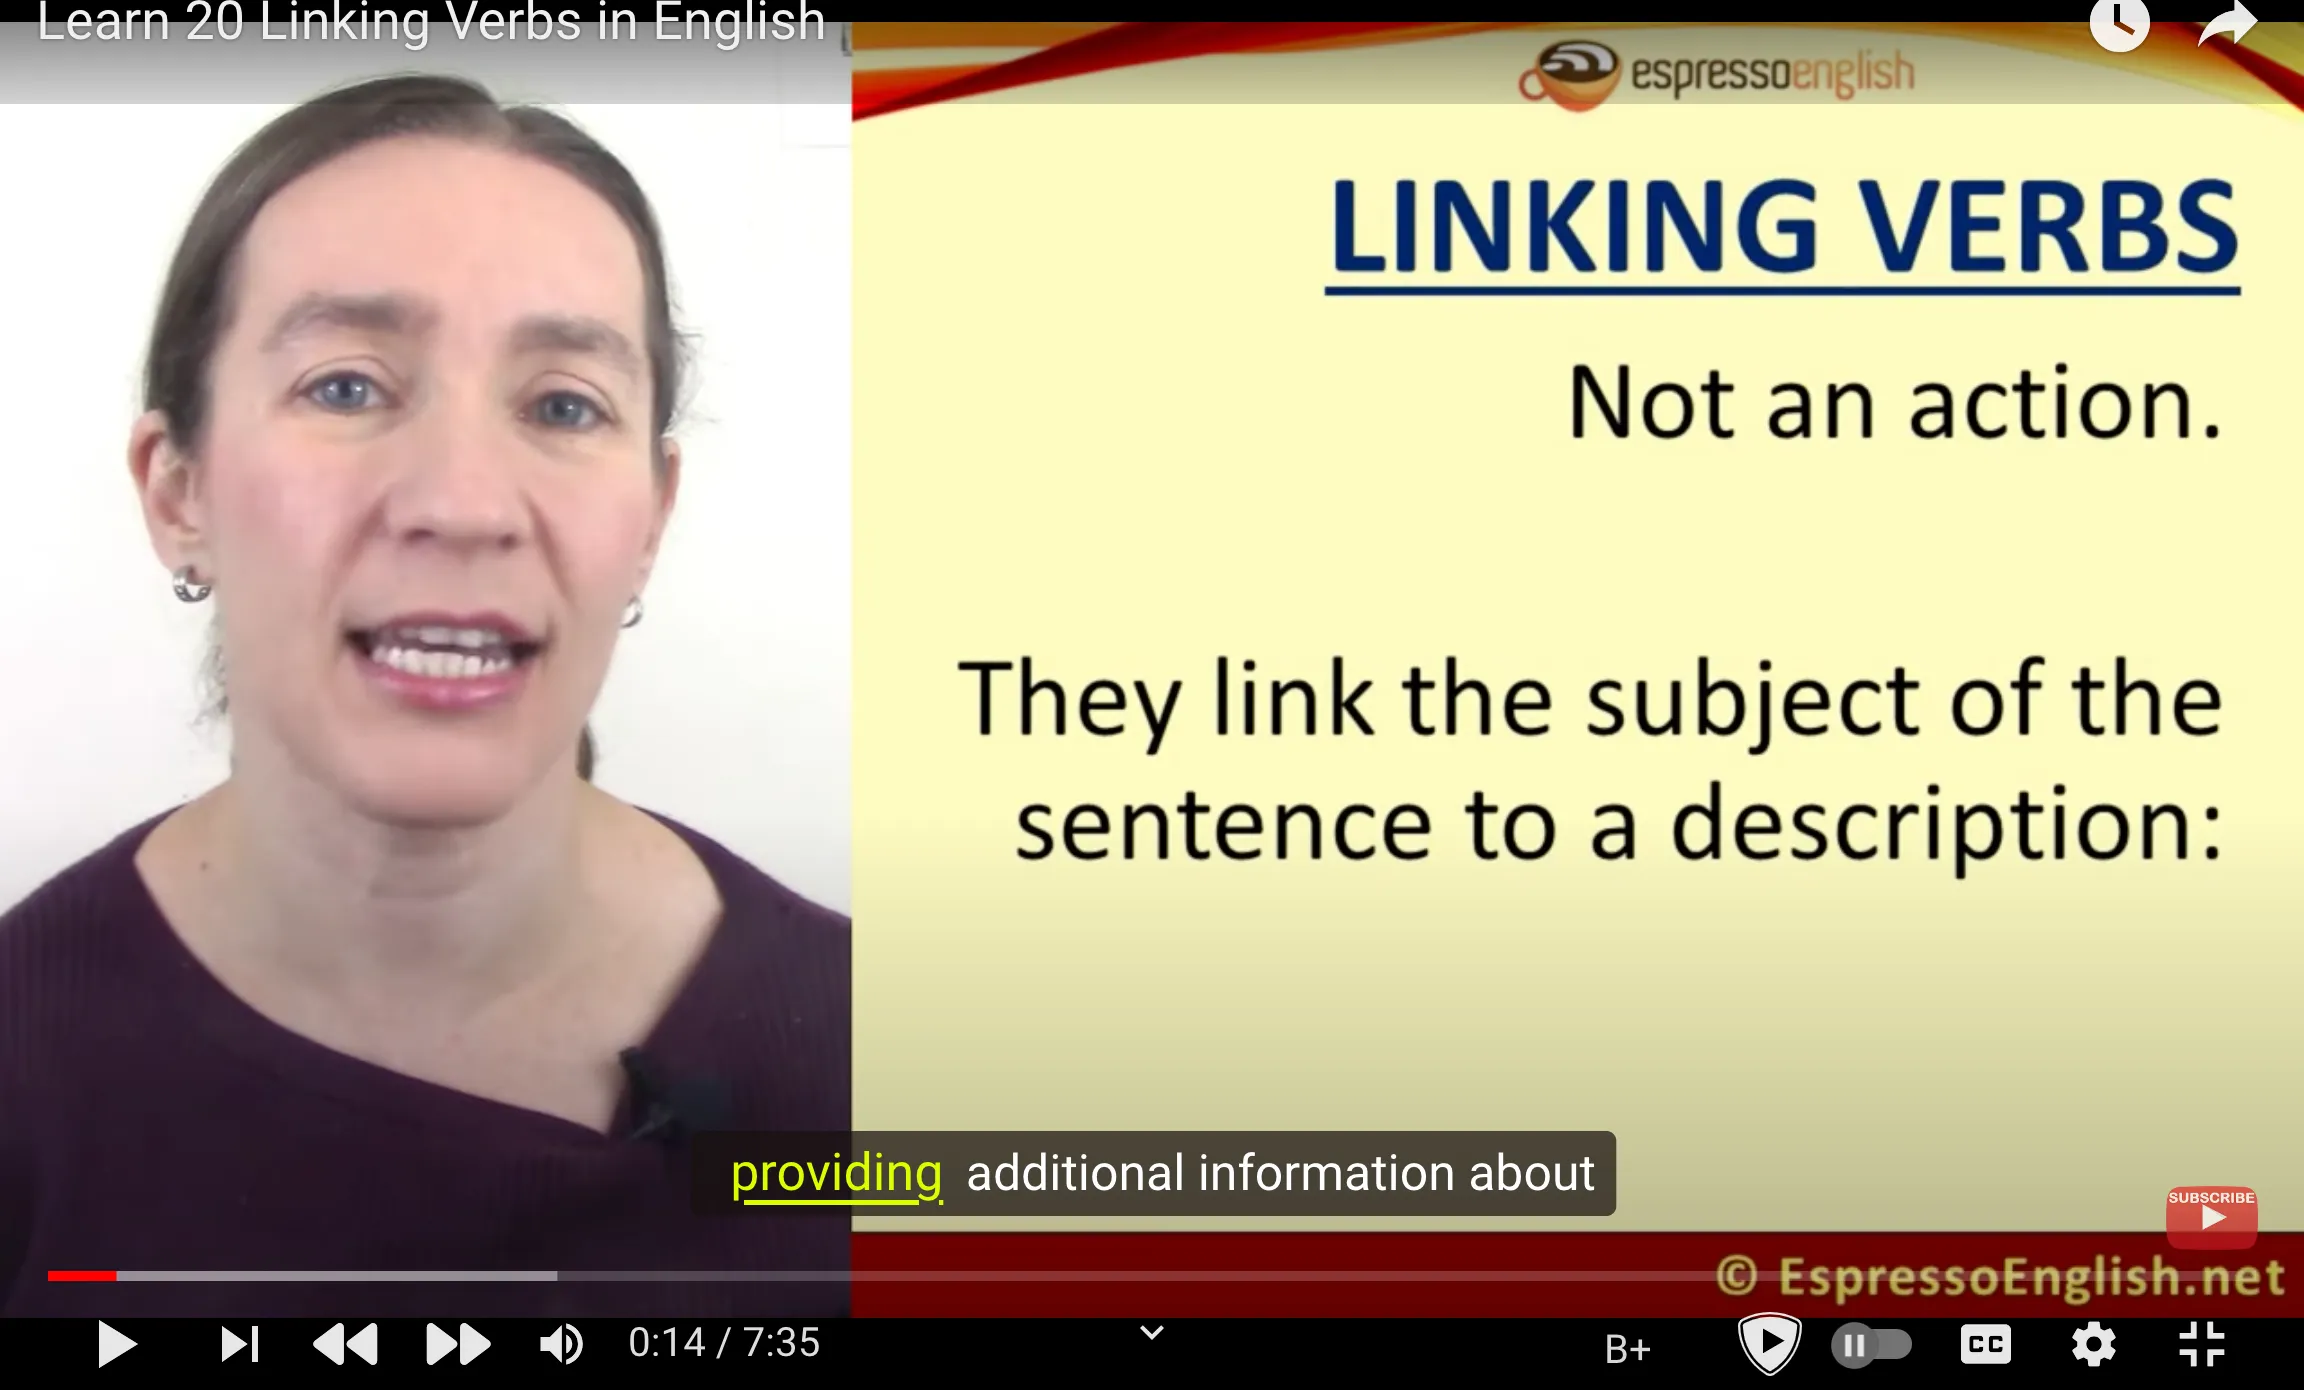 Learn 20 Linking Verbs in English
espressoenglish
LINKING VERBS
Not an action.
They link the subject of the
sentence to a description:
providing additional information about
SUBSCRIBE
© EspressoEnglish.net
0:14 / 7:35
B+
CC